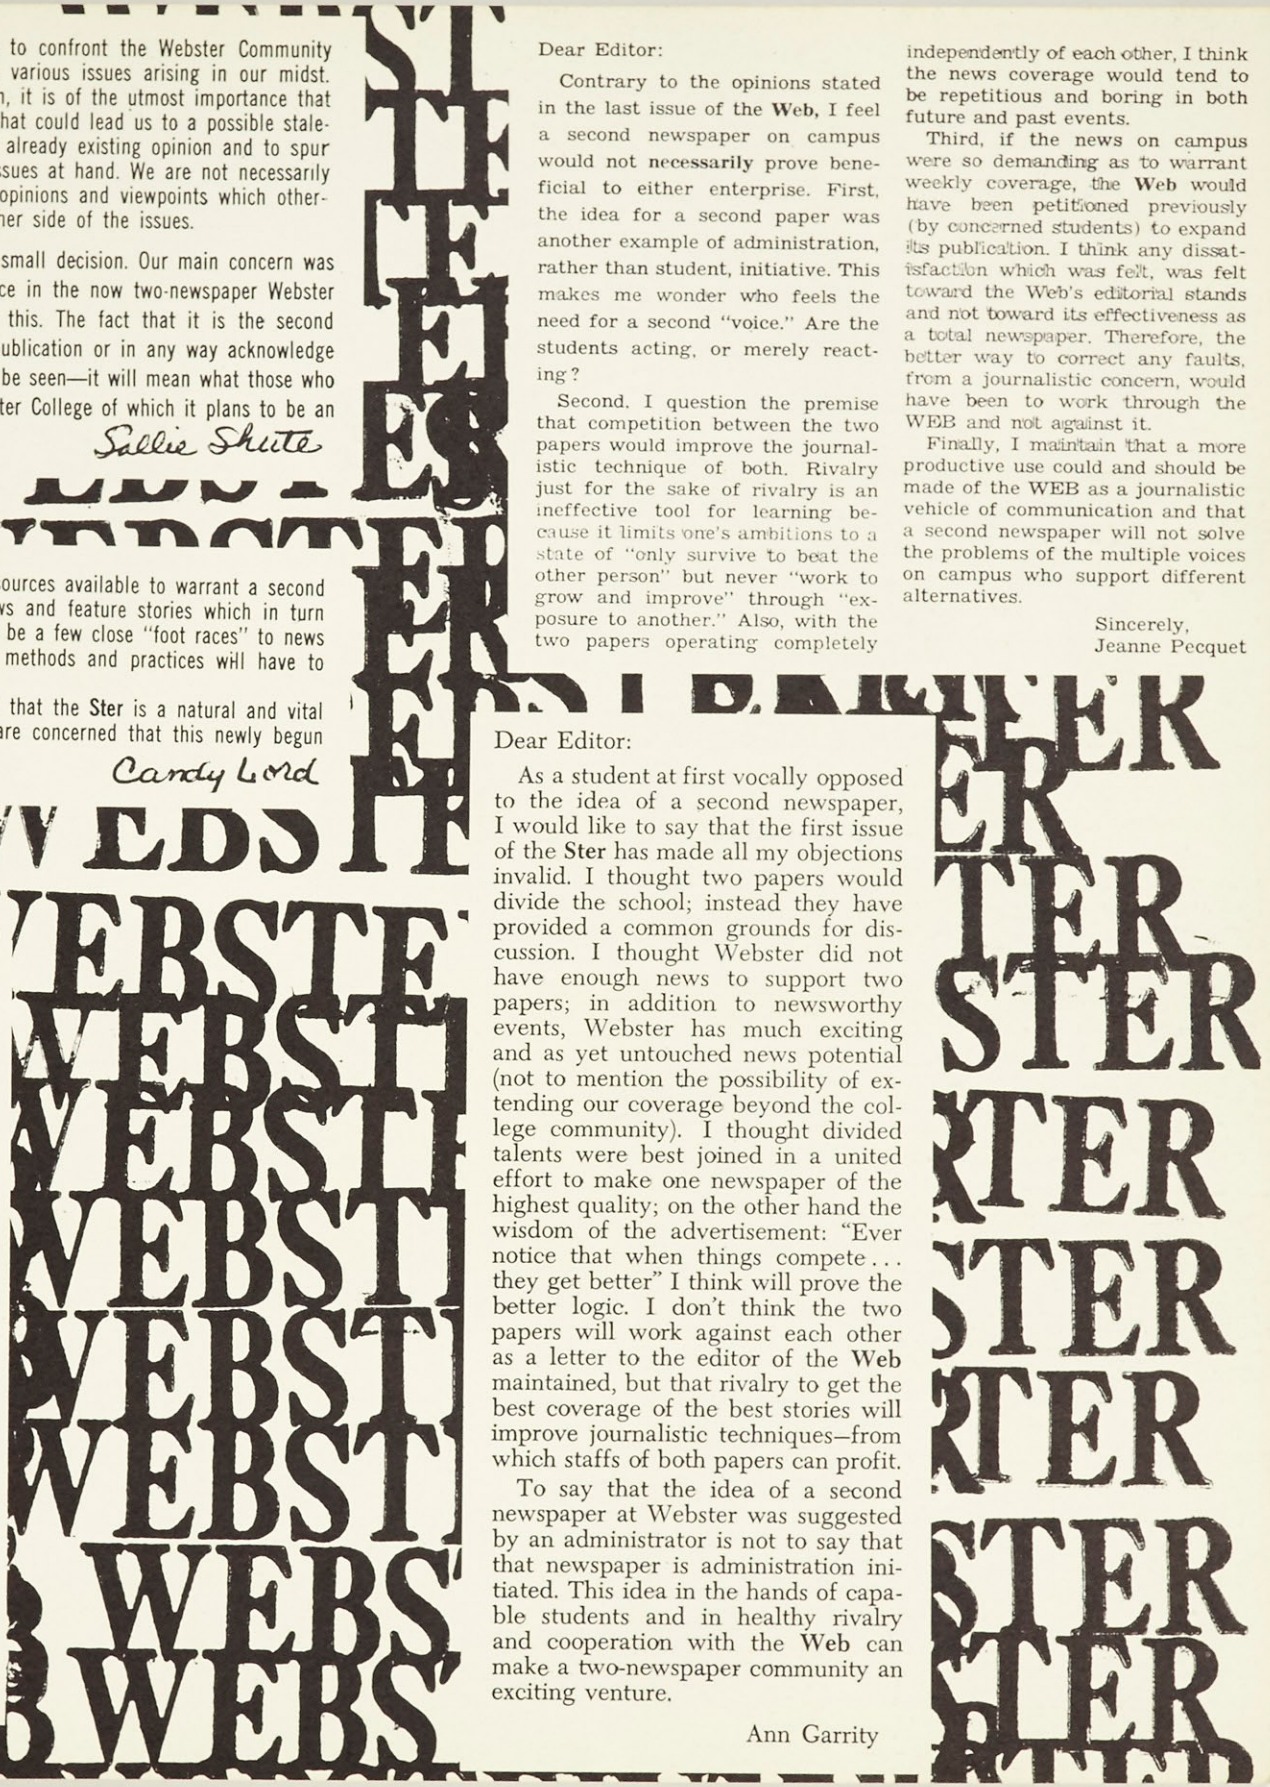 to confront the Webster Community
various issues arising in our midst.
it is of the utmost importance that
hat could lead us to a possible stale-
already existing opinion and to spur
ssues at hand. We are not necessarily
opinions and viewpoints which other-
her side of the issues.
small decision. Our main concern was
ce in the now two-newspaper Webster
this. The fact that it is the second
ublication or in any way acknowledge
be seen—it will mean what those who
ter College of which it plans to be an
Sallie Shute
ources available to warrant a second
ws and feature stories which in turn
be a few close "foot races" to news
methods and practices will have to
that the Ster is a natural and vital
are concerned that this newly begun
Candy Lord
Dear Editor:
Contrary to the opinions stated
in the last issue of the Web, I feel
a second newspaper on campus
would not necessarily prove bene-
ficial to either enterprise. First,
the idea for a second paper was
another example of administration,
rather than student, initiative. This
makes me wonder who feels the
need for a second "voice." Are the
students acting, or merely react-
ing?
Second, I question the premise
that competition between the two
papers would improve the journal-
istic technique of both. Rivalry
just for the sake of rivalry is an
ineffective tool for learning be-
cause it limits one's ambitions to a
state of "only survive to beat the
other person" but never "work to
grow and improve" through "ex-
posure to another." Also, with the
two papers operating completely
independently of each other, I think
the news coverage would tend to
be repetitious and boring in both
future and past events.
Third, if the news on campus
were so demanding as to warrant
weekly coverage, the Web would
have been petitioned previously
(by concerned students) to expand
its publication. I think any dissat-
isfaction which was felt, was felt
toward the Web's editorial stands
and not toward its effectiveness as
a total newspaper. Therefore, the
better way to correct any faults,
from a journalistic concern, would
have been to work through the
WEB and not against it.
Finally, I maintain that a more
productive use could and should be
made of the WEB as a journalistic
vehicle of communication and that
a second newspaper will not solve
the problems of the multiple voices
on campus who support different
alternatives.
Sincerely,
Jeanne Pecquet
Dear Editor:
As a student at first vocally opposed
to the idea of a second newspaper,
I would like to say that the first issue
of the Ster has made all my objections
invalid. I thought two papers would
divide the school; instead they have
provided a common grounds for dis-
cussion. I thought Webster did not
have enough news to support two
papers; in addition to newsworthy
events, Webster has much exciting
and as yet untouched news potential
(not to mention the possibility of ex-
tending our coverage beyond the col-
lege community). I thought divided
talents were best joined in a united
effort to make one newspaper of the
highest quality; on the other hand the
wisdom of the advertisement: "Ever
notice that when things compete...
they get better" I think will prove the
better logic. I don't think the two
papers will work against each other
as a letter to the editor of the Web
maintained, but that rivalry to get the
best coverage of the best stories will
improve journalistic techniques—from
which staffs of both papers can profit.
To say that the idea of a second
newspaper at Webster was suggested
by an administrator is not to say that
that newspaper is administration ini-
tiated. This idea in the hands of capa-
ble students and in healthy rivalry
and cooperation with the Web can
make a two-newspaper community an
exciting venture.
Ann Garrity
WEBSTE
WEBSTE
WEBSTE
WEBSTE
WEBSTE
WEBSTE
WEBS
WEBS
TER
STER
STER
STER
TER
STER
STER